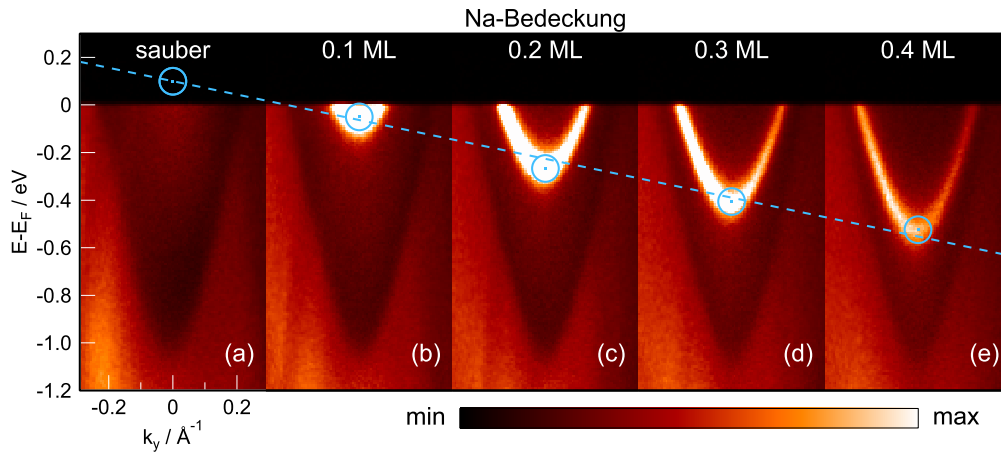 Na-Bedeckung
sauber 0.1 ML 0.2 ML 0.3 ML 0.4 ML
0.2
0
-0.2
-0.4
-0.6
-0.8
-1.0
-1.2
E-E_F / eV
(a) (b) (c) (d) (e)
-0.2 0 0.2
k_y / Å⁻¹
min max